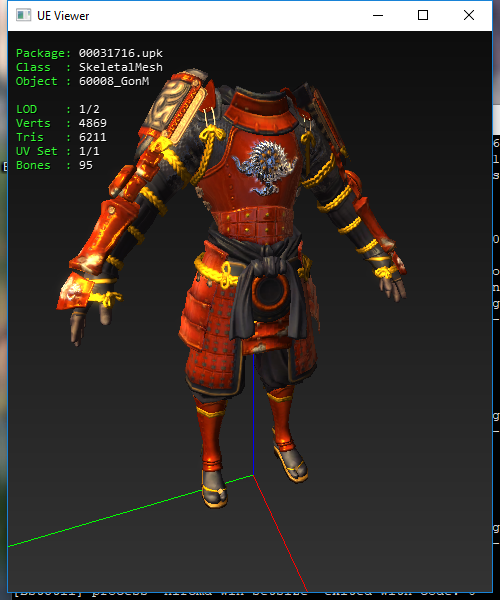 UE Viewer
Package: 00031716.upk
Class : SkeletalMesh
Object : 60008_GonM
LOD : 1/2
Verts : 4869
Tris : 6211
UV Set : 1/1
Bones : 95